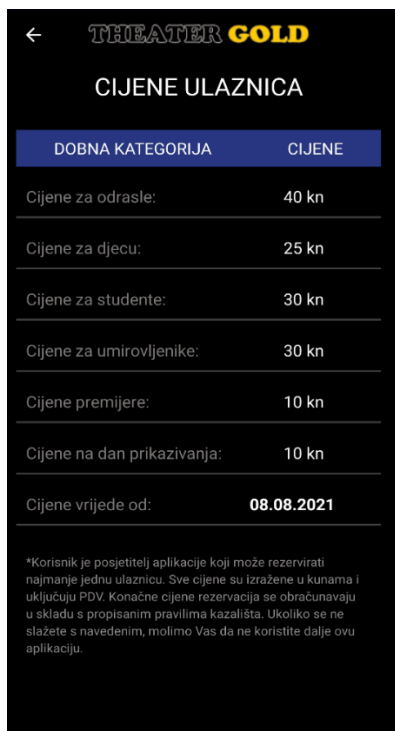 THEATER GOLD
CIJENE ULAZNICA
DOBNA KATEGORIJA CIJENE
Cijene za odrasle: 40 kn
Cijene za djecu: 25 kn
Cijene za studente: 30 kn
Cijene za umirovljenike: 30 kn
Cijene premijere: 10 kn
Cijene na dan prikazivanja: 10 kn
Cijene vrijede od: 08.08.2021
*Korisnik je posjetitelj aplikacije koji može rezervirati
najmanje jednu ulaznicu. Sve cijene su izražene u kunama i
uključuju PDV. Konačne cijene rezervacija se obračunavaju
u skladu s propisanim pravilima kazališta. Ukoliko se ne
slažete s navedenim, molimo Vas da ne koristite dalje ovu
aplikaciju.